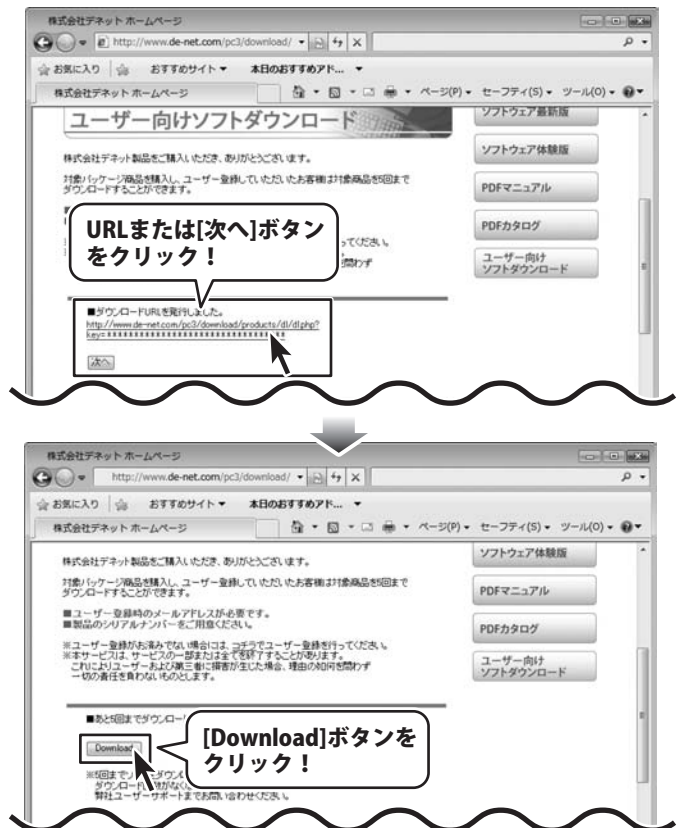 株式会社デネット ホームページ
http://www.de-net.com/pc3/download/
お気に入り おすすめサイト 本日のおすすめアド...
株式会社デネット ホームページ ページ(P) セーフティ(S) ツール(O)
ユーザー向けソフトダウンロード
株式会社デネット製品をご購入いただき、ありがとうございます。
対象パッケージ商品を購入し、ユーザー登録していただいたお客様は対象商品を5回まで
ダウンロードすることができます。
ソフトウェア最新版
ソフトウェア体験版
PDFマニュアル
PDFカタログ
ユーザー向け
ソフトダウンロード
URLまたは[次へ]ボタン
をクリック！
ってください。
問わず
■ダウンロードURLを発行しました。
http://www.de-net.com/pc3/download/products/dl/dl.php?
key=
次へ
株式会社デネット ホームページ
http://www.de-net.com/pc3/download/
お気に入り おすすめサイト 本日のおすすめアド...
株式会社デネット ホームページ ページ(P) セーフティ(S) ツール(O)
株式会社デネット製品をご購入いただき、ありがとうございます。
対象パッケージ商品を購入し、ユーザー登録していただいたお客様は対象商品を5回まで
ダウンロードすることができます。
■ユーザー登録時のメールアドレスが必要です。
■製品のシリアルナンバーをご用意ください。
※ユーザー登録がお済みでない場合には、コチラでユーザー登録を行ってください。
※本サービスは、サービスの一部または全てを終了することがあります。
これによりユーザーおよび第三者に損害が生じた場合、理由の如何を問わず
一切の責任を負わないものとします。
ソフトウェア体験版
PDFマニュアル
PDFカタログ
ユーザー向け
ソフトダウンロード
■あと5回までダウンロー
Download
[Download]ボタンを
クリック！
※5回まで
ダウンロード
弊社ユーザーサポートまでお問い合わせください。